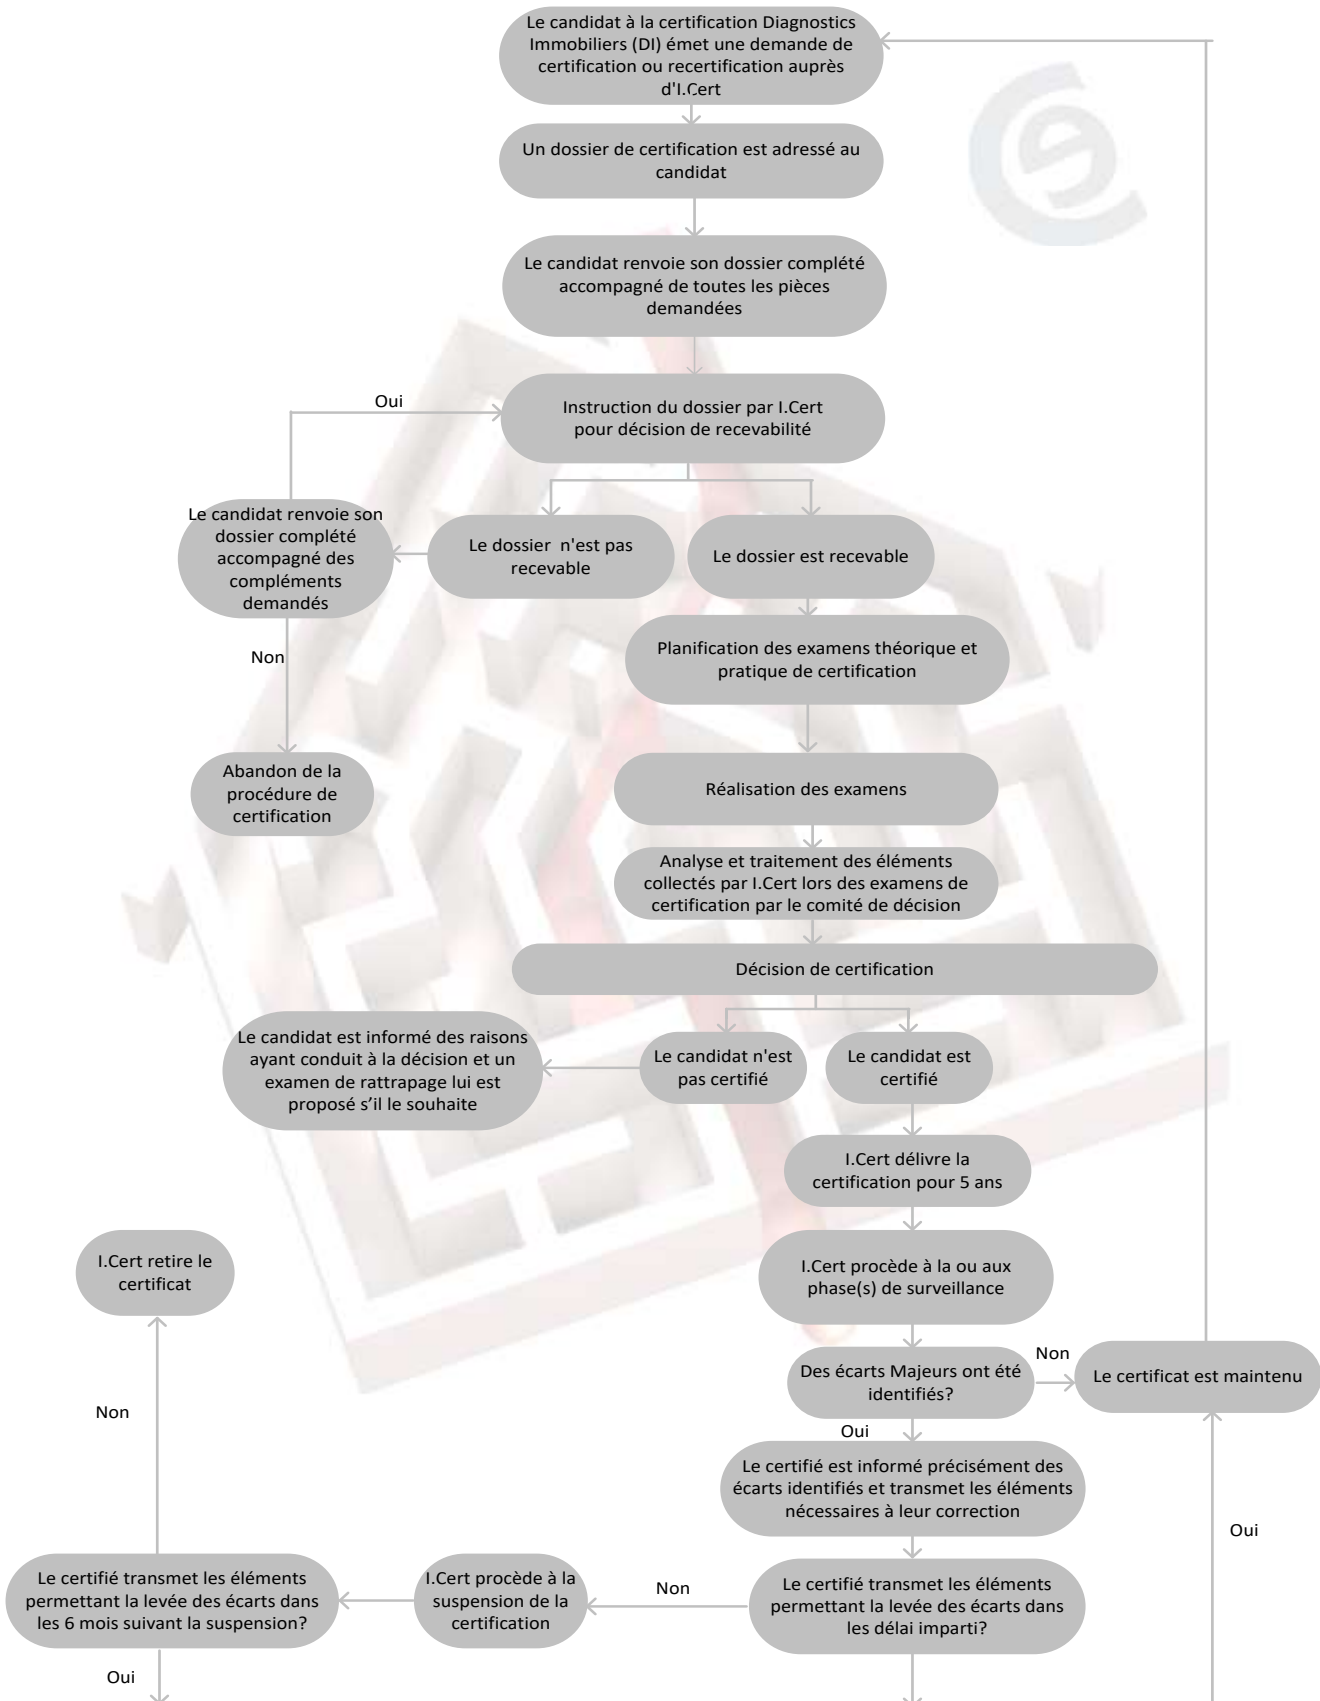 Le candidat à la certification Diagnostics
Immobiliers (DI) émet une demande de
certification ou recertification auprès
d'I.Cert
Un dossier de certification est adressé au
candidat
Le candidat renvoie son dossier complété
accompagné de toutes les pièces
demandées
Oui
Instruction du dossier par I.Cert
pour décision de recevabilité
Le candidat renvoie son
dossier complété
accompagné des
compléments
demandés
Le dossier n'est pas
recevable
Le dossier est recevable
Non
Planification des examens théorique et
pratique de certification
Abandon de la
procédure de
certification
Réalisation des examens
Analyse et traitement des éléments
collectés par I.Cert lors des examens de
certification par le comité de décision
Décision de certification
Le candidat est informé des raisons
ayant conduit à la décision et un
examen de rattrapage lui est
proposé s’il le souhaite
Le candidat n'est
pas certifié
Le candidat est
certifié
I.Cert délivre la
certification pour 5 ans
I.Cert retire le
certificat
I.Cert procède à la ou aux
phase(s) de surveillance
Des écarts Majeurs ont été
identifiés?
Non
Le certificat est maintenu
Non
Oui
Le certifié est informé précisément des
écarts identifiés et transmet les éléments
nécessaires à leur correction
Oui
Le certifié transmet les éléments
permettant la levée des écarts dans
les 6 mois suivant la suspension?
I.Cert procède à la
suspension de la
certification
Non
Le certifié transmet les éléments
permettant la levée des écarts dans
les délai imparti?
Oui